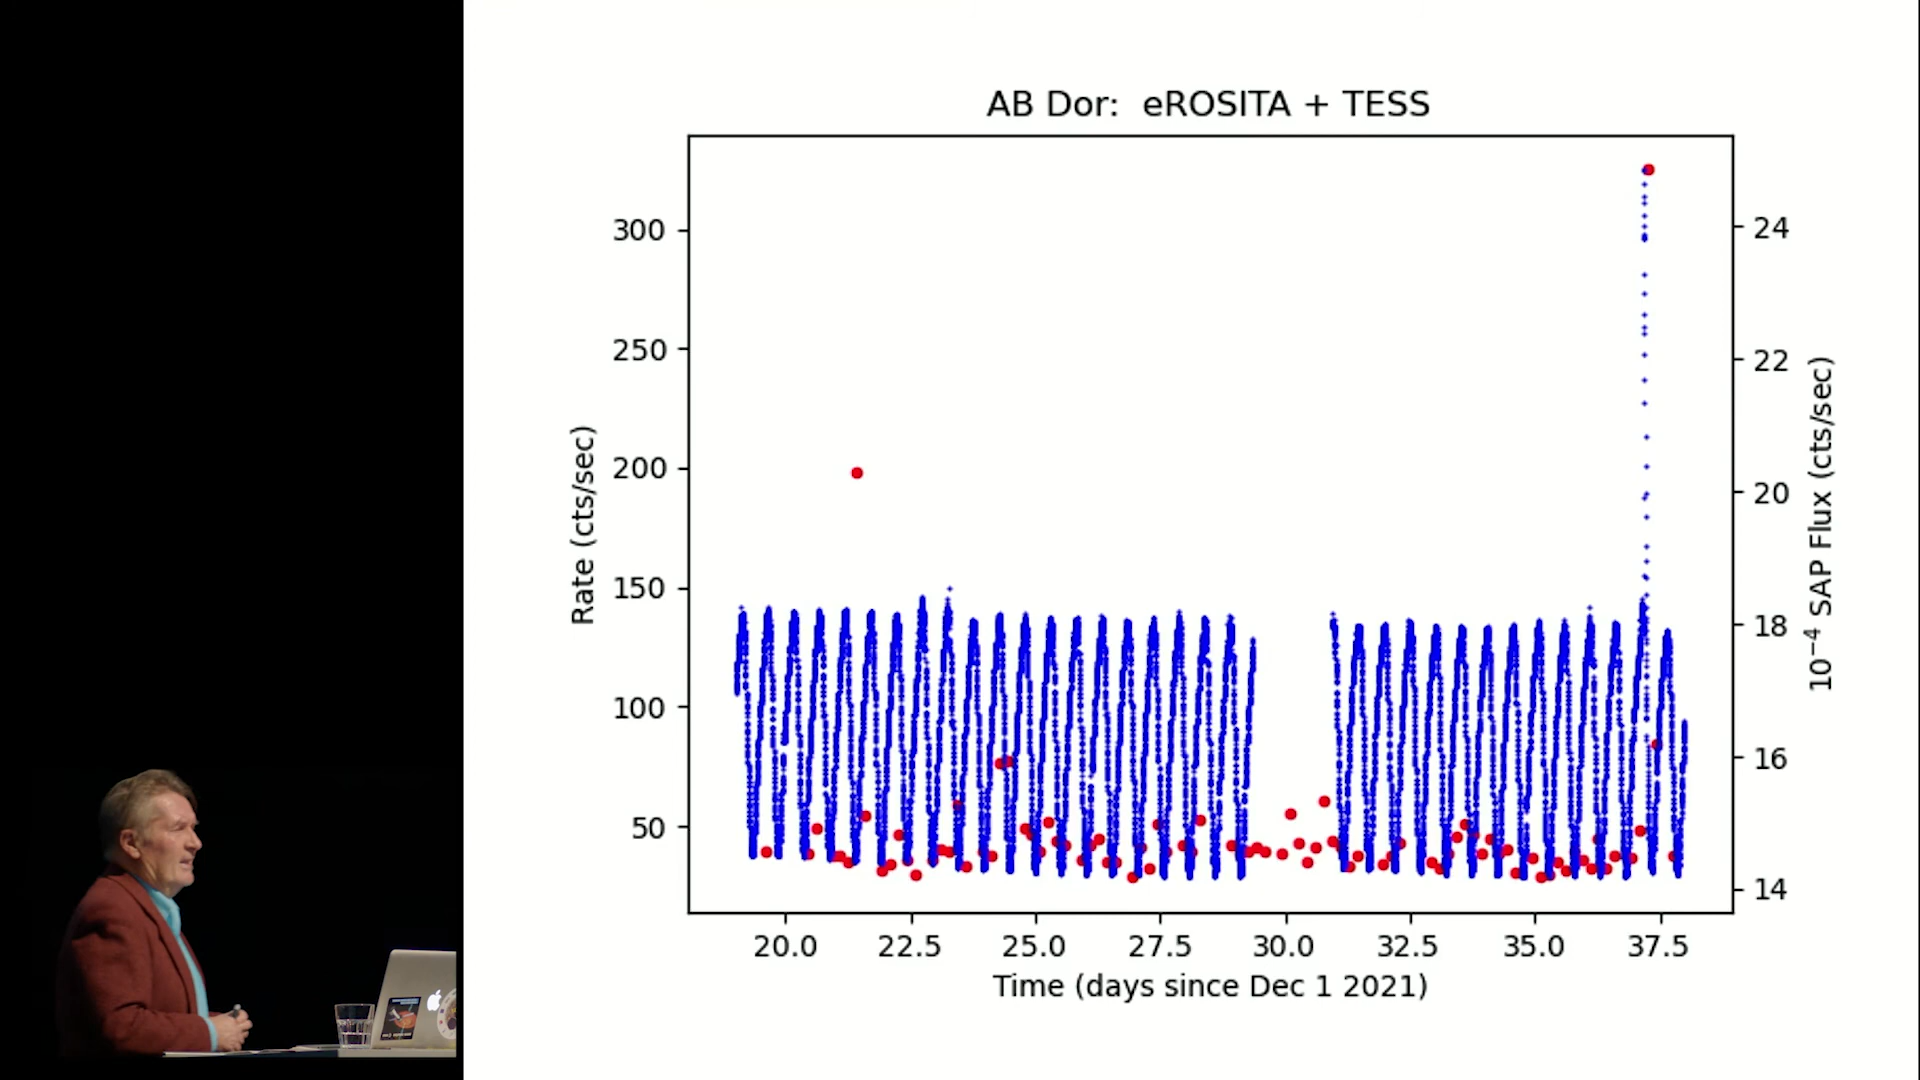 AB Dor:  eROSITA + TESS
300
250
200
150
100
50
Rate (cts/sec)
24
22
20
18
16
14
10⁻⁴ SAP Flux (cts/sec)
20.0 22.5 25.0 27.5 30.0 32.5 35.0 37.5
Time (days since Dec 1 2021)